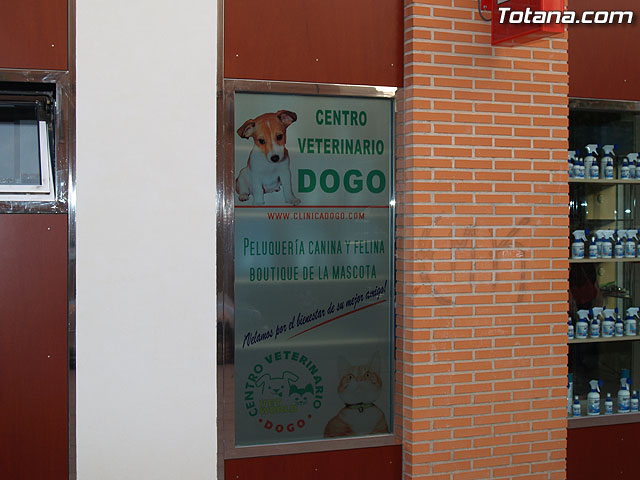 Totana.com
CENTRO
VETERINARIO
DOGO
WWW.CLINICADOGO.COM
PELUQUERÍA CANINA Y FELINA
BOUTIQUE DE LA MASCOTA
¡Velamos por el bienestar de su mejor amigo!
CENTRO VETERINARIO
DOGO